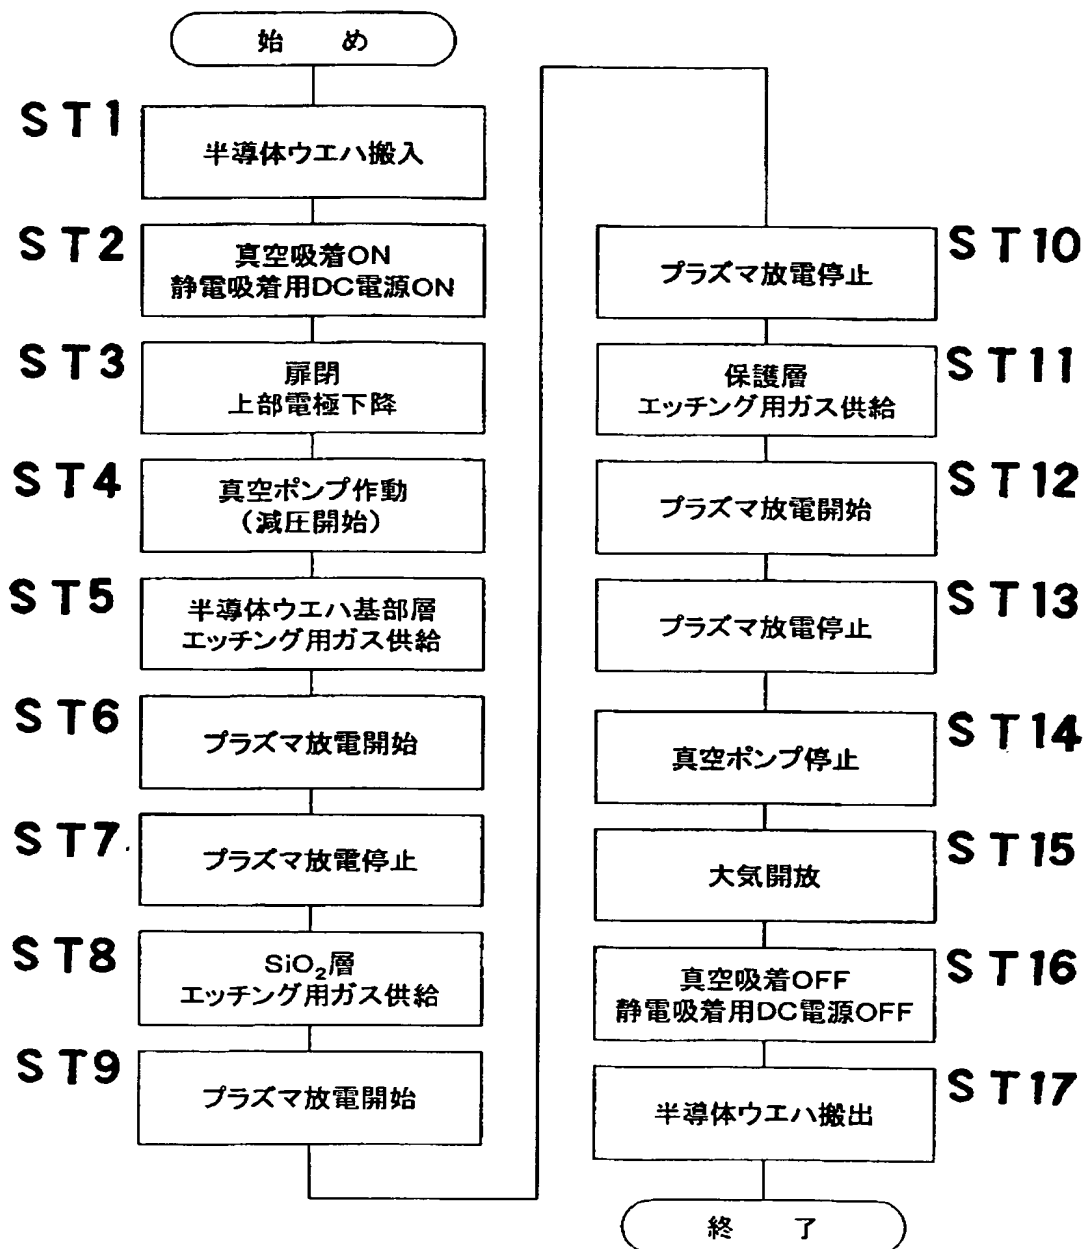 始め
ST1
半導体ウエハ搬入
ST2
真空吸着ON
静電吸着用DC電源ON
ST3
扉閉
上部電極下降
ST4
真空ポンプ作動
(減圧開始)
ST5
半導体ウエハ基部層
エッチング用ガス供給
ST6
プラズマ放電開始
ST7
プラズマ放電停止
ST8
SiO₂層
エッチング用ガス供給
ST9
プラズマ放電開始
ST10
プラズマ放電停止
ST11
保護層
エッチング用ガス供給
ST12
プラズマ放電開始
ST13
プラズマ放電停止
ST14
真空ポンプ停止
ST15
大気開放
ST16
真空吸着OFF
静電吸着用DC電源OFF
ST17
半導体ウエハ搬出
終了